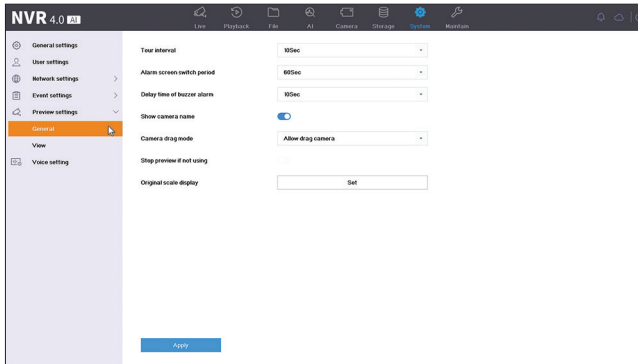 NVR 4.0 AI
Live Playback File AI Camera Storage System Maintain
General settings
User settings
Network settings
Event settings
Preview settings
General
View
Voice setting
Tour interval 10Sec
Alarm screen switch period 60Sec
Delay time of buzzer alarm 10Sec
Show camera name
Camera drag mode Allow drag camera
Stop preview if not using
Original scale display Set
Apply